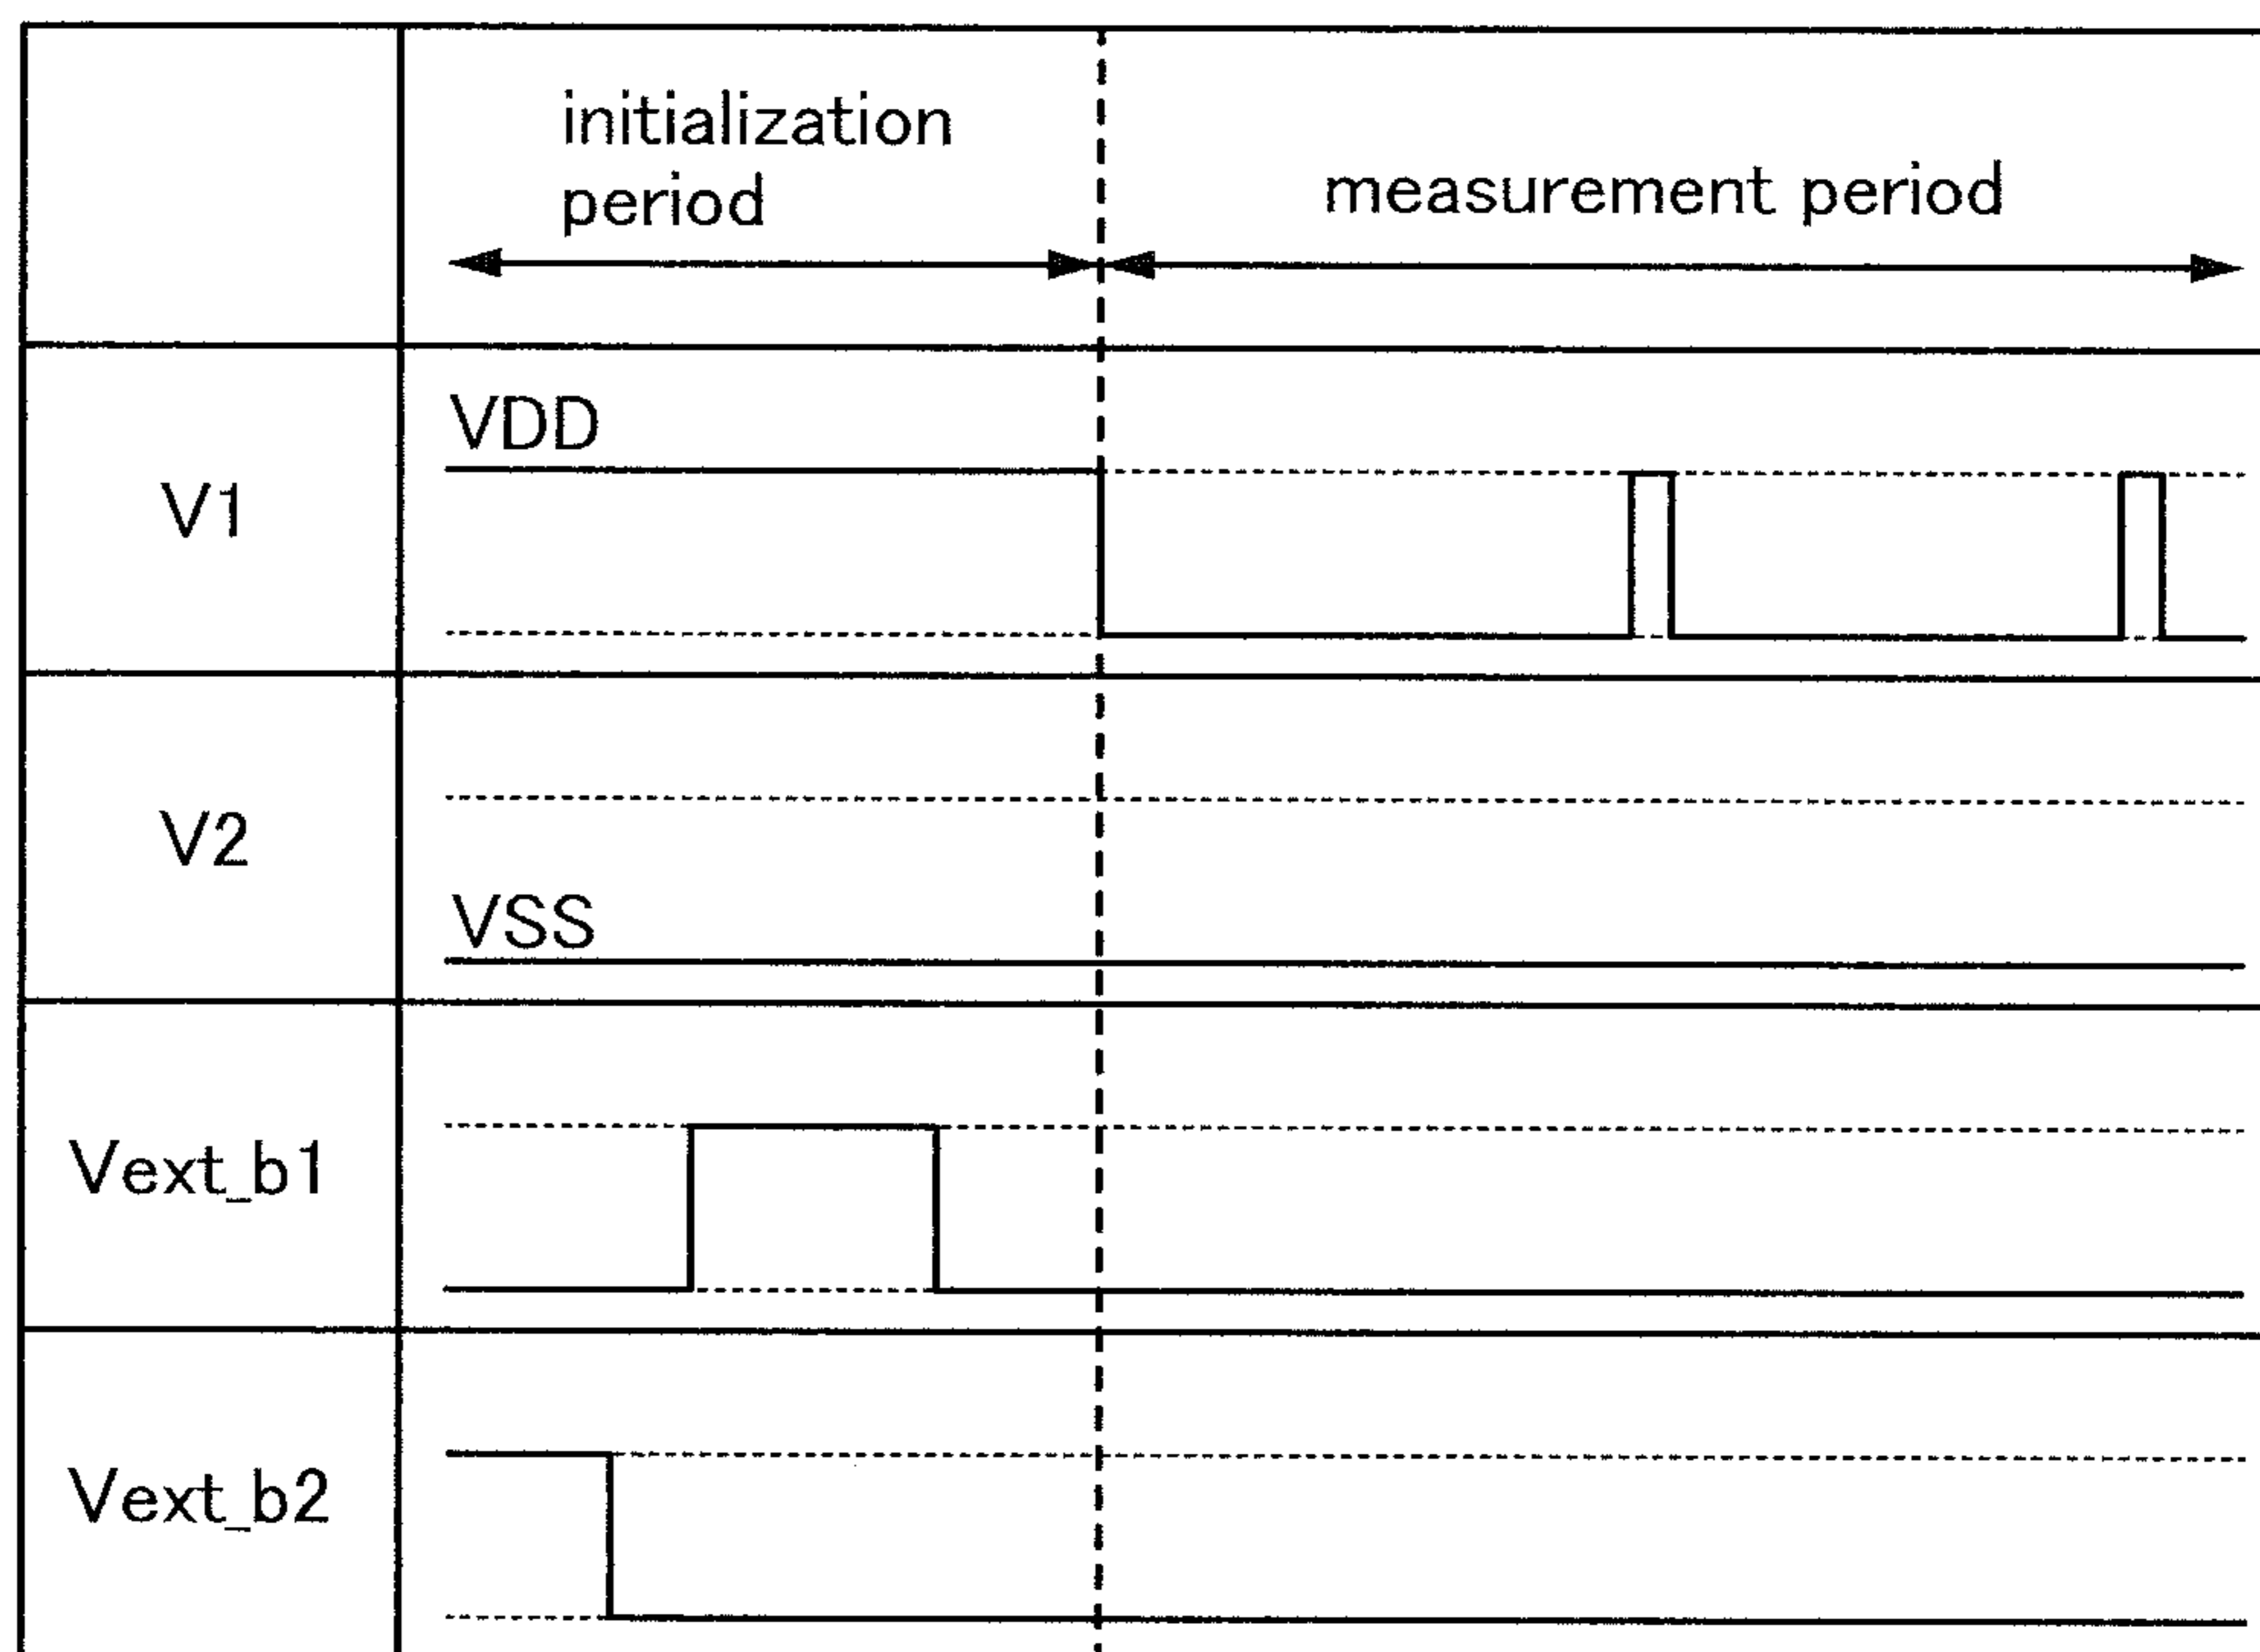 initialization
period
measurement period
VDD
V1
V2
VSS
Vext_b1
Vext_b2